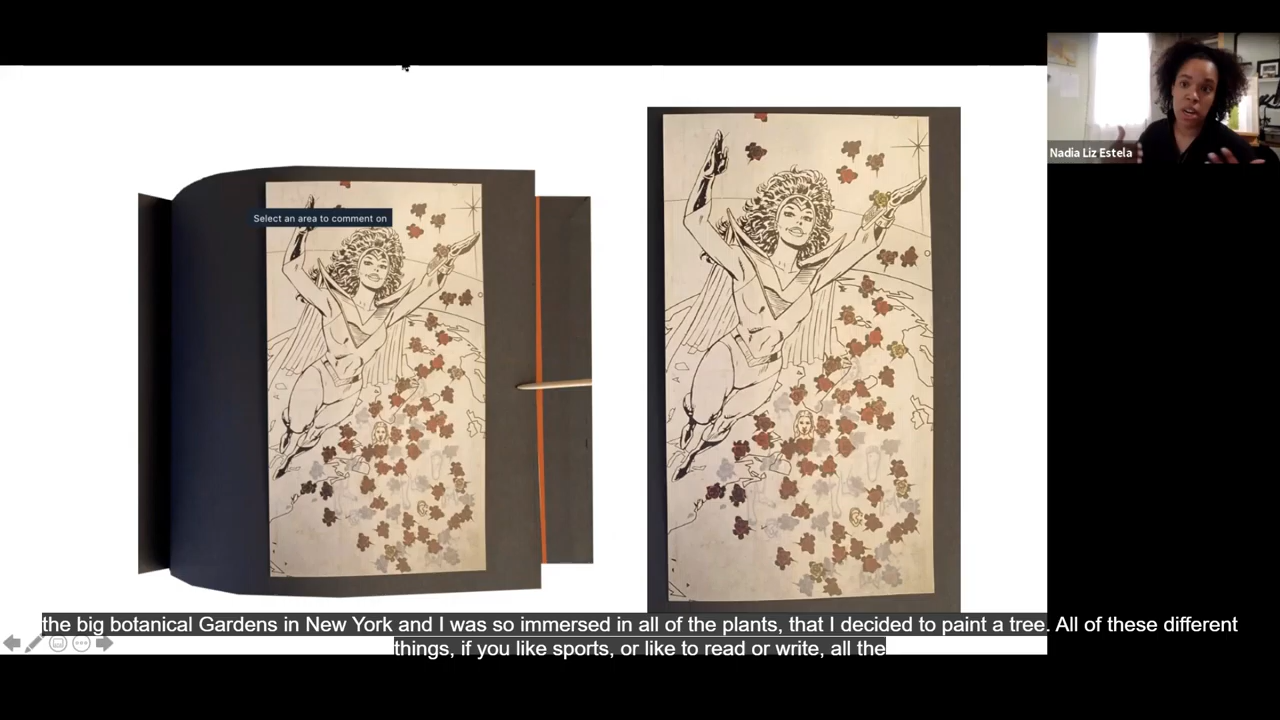 Nadia Liz Estela
Select an area to comment on
the big botanical Gardens in New York and I was so immersed in all of the plants, that I decided to paint a tree. All of these different
things, if you like sports, or like to read or write, all the